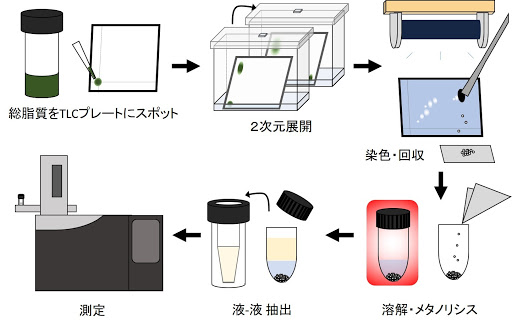 総脂質をTLCプレートにスポット
2次元展開
染色・回収
測定
液-液 抽出
溶解・メタノリシス